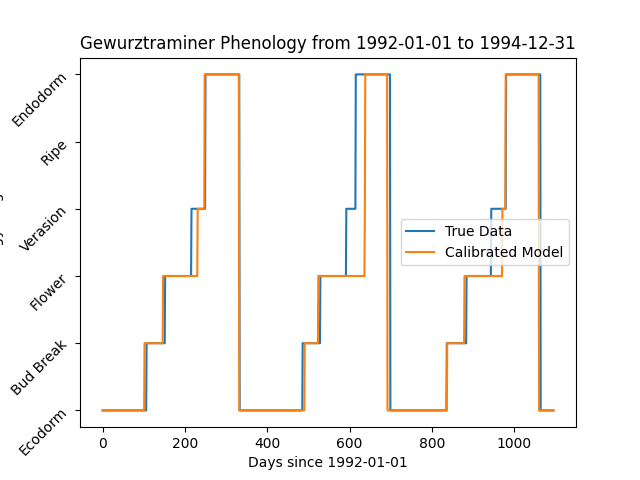 Gewurztraminer Phenology from 1992-01-01 to 1994-12-31
Endodorm
Ripe
Verasion
Flower
Bud Break
Ecodorm
True Data
Calibrated Model
0 200 400 600 800 1000
Days since 1992-01-01